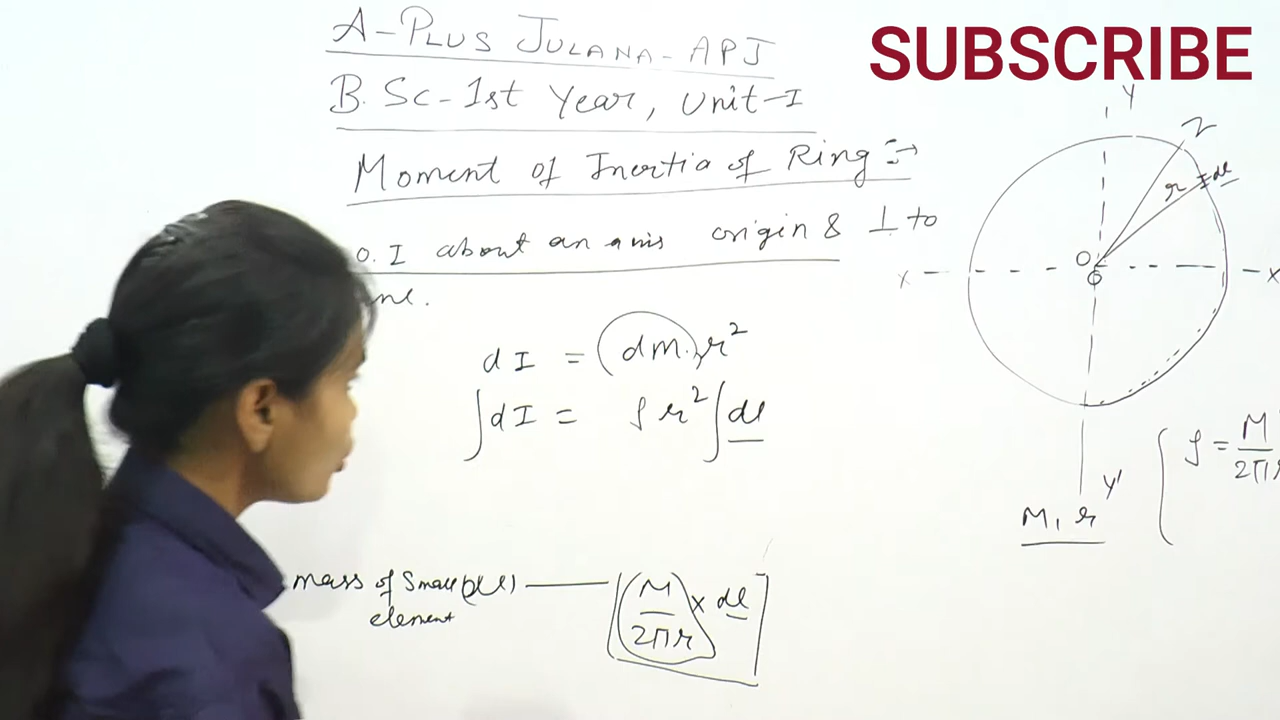 SUBSCRIBE
A-PLUS JULANA-APJ
B.Sc-1st Year, Unit-I
Moment of Inertia of Ring :→
o. I about an axis origin & ⊥ to
ne.
dI = dm. r²
∫dI = ρ r² ∫dl
mass of Small (dl)
element
[M/2πr × dl]
Y
Z
r
dl
X
O
X
Y'
M, r
{ρ = M/2πr